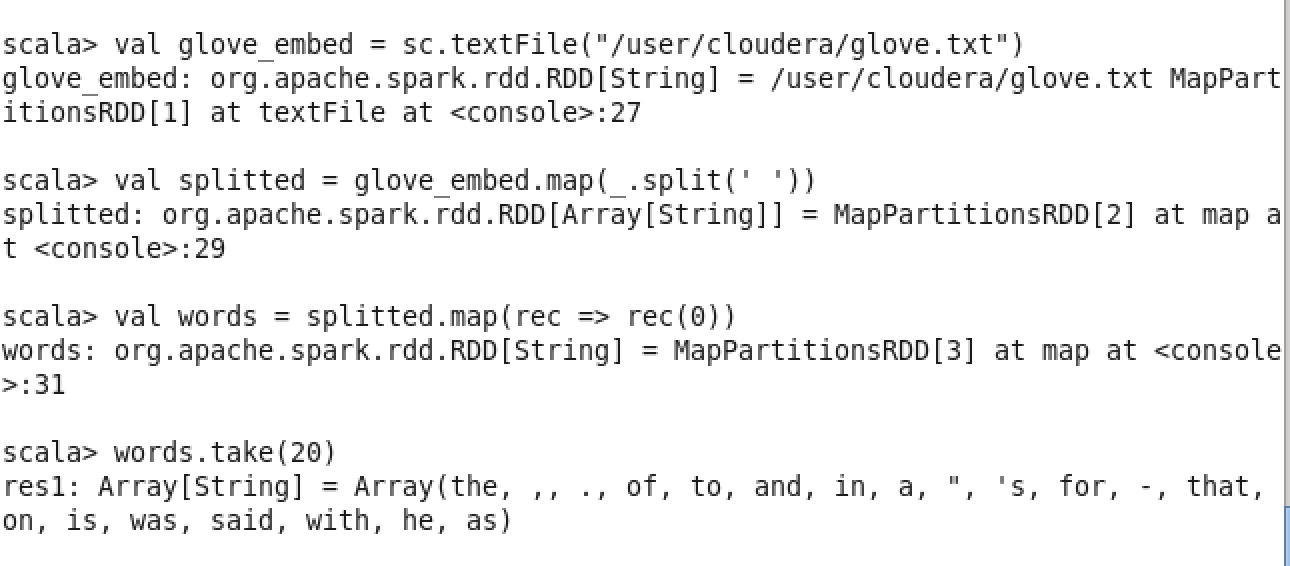 scala> val glove_embed = sc.textFile("/user/cloudera/glove.txt")
glove_embed: org.apache.spark.rdd.RDD[String] = /user/cloudera/glove.txt MapPart
itionsRDD[1] at textFile at <console>:27
scala> val splitted = glove_embed.map(_.split(' '))
splitted: org.apache.spark.rdd.RDD[Array[String]] = MapPartitionsRDD[2] at map a
t <console>:29
scala> val words = splitted.map(rec => rec(0))
words: org.apache.spark.rdd.RDD[String] = MapPartitionsRDD[3] at map at <console
>:31
scala> words.take(20)
res1: Array[String] = Array(the, ,, ., of, to, and, in, a, ", 's, for, -, that,
on, is, was, said, with, he, as)